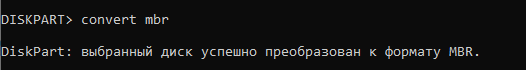 DISKPART> convert mbr
DiskPart: выбранный диск успешно преобразован к формату MBR.